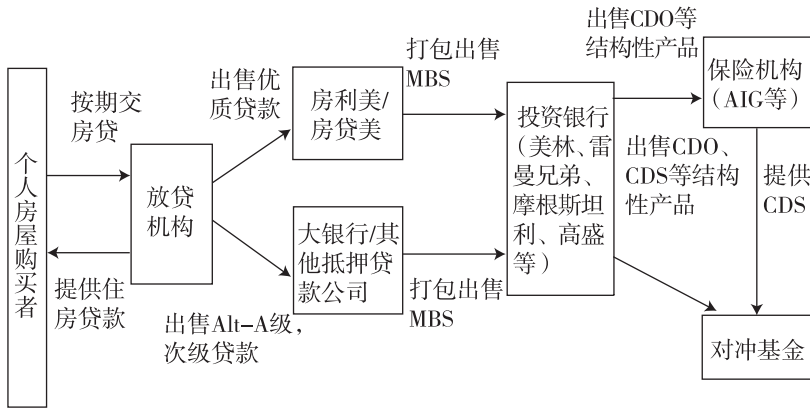 个人房屋购买者
按期交
房贷
提供住
房贷款
放贷
机构
出售优
质贷款
出售Alt-A级，
次级贷款
房利美/
房贷美
大银行/其
他抵押贷
款公司
打包出售
MBS
打包出售
MBS
投资银行
（美林、雷
曼兄弟、
摩根斯坦
利、高盛
等）
出售CDO等
结构性产品
出售CDO、
CDS等结构
性产品
保险机构
（AIG等）
提供
CDS
对冲基金